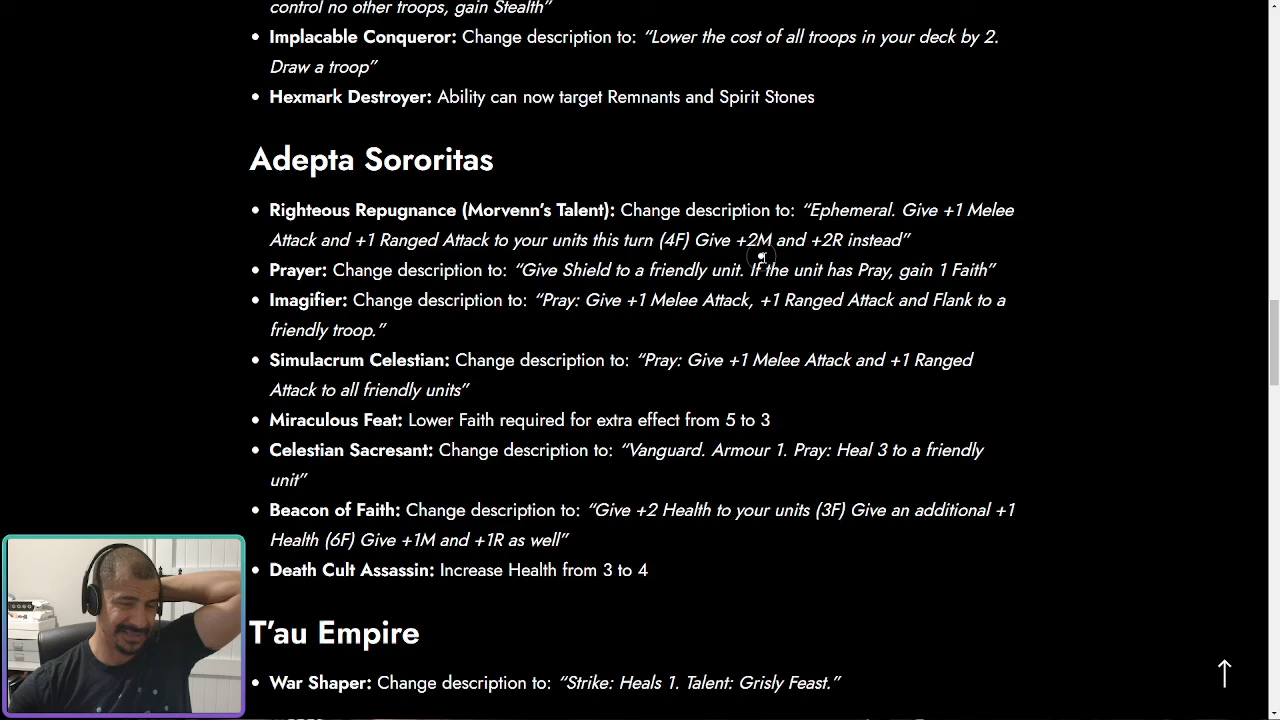 control no other troops, gain Stealth”
• Implacable Conqueror: Change description to: “Lower the cost of all troops in your deck by 2.
Draw a troop”
• Hexmark Destroyer: Ability can now target Remnants and Spirit Stones
Adepta Sororitas
• Righteous Repugnance (Morvenn’s Talent): Change description to: “Ephemeral. Give +1 Melee
Attack and +1 Ranged Attack to your units this turn (4F) Give +2M and +2R instead”
• Prayer: Change description to: “Give Shield to a friendly unit. If the unit has Pray, gain 1 Faith”
• Imagifier: Change description to: “Pray: Give +1 Melee Attack, +1 Ranged Attack and Flank to a
friendly troop.”
• Simulacrum Celestian: Change description to: “Pray: Give +1 Melee Attack and +1 Ranged
Attack to all friendly units”
• Miraculous Feat: Lower Faith required for extra effect from 5 to 3
• Celestian Sacresant: Change description to: “Vanguard. Armour 1. Pray: Heal 3 to a friendly
unit”
• Beacon of Faith: Change description to: “Give +2 Health to your units (3F) Give an additional +1
Health (6F) Give +1M and +1R as well”
• Death Cult Assassin: Increase Health from 3 to 4
T’au Empire
• War Shaper: Change description to: “Strike: Heals 1. Talent: Grisly Feast.”